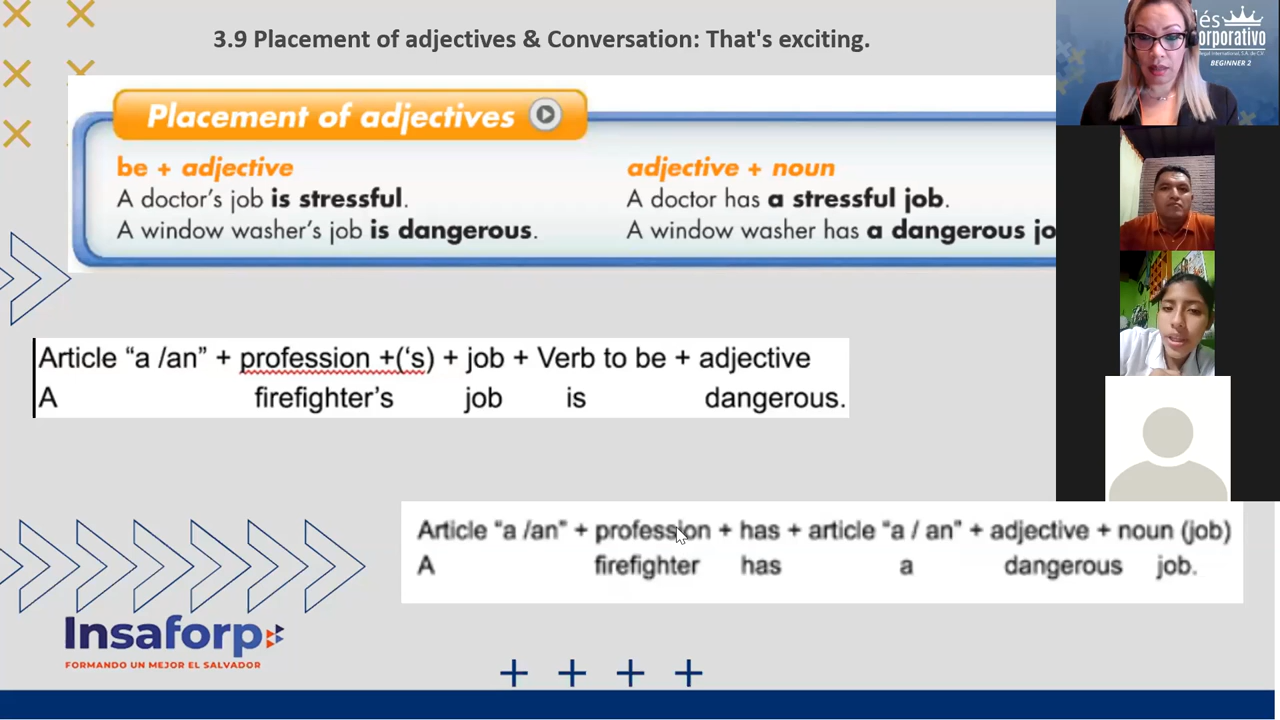 3.9 Placement of adjectives & Conversation: That's exciting.
Placement of adjectives
be + adjective
A doctor's job is stressful.
A window washer's job is dangerous.
adjective + noun
A doctor has a stressful job.
A window washer has a dangerous jo
Article “a /an” + profession +(‘s) + job + Verb to be + adjective
A firefighter’s job is dangerous.
Article “a /an” + profession + has + article “a / an” + adjective + noun (job)
A firefighter has a dangerous job.
Insaforp
FORMANDO UN MEJOR EL SALVADOR
lés
orporativo
BEGINNER 2